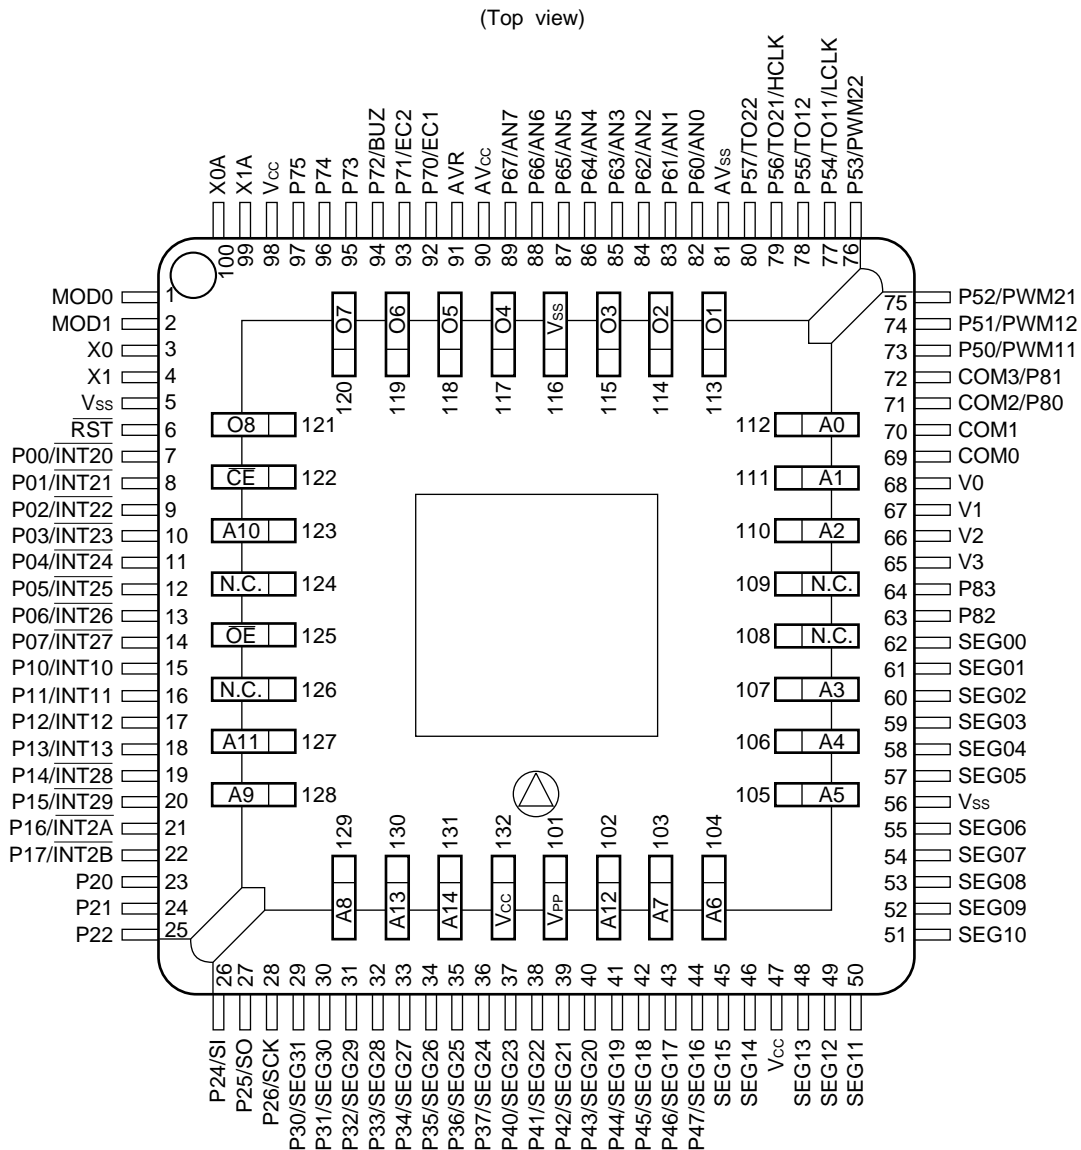 (Top view)
X0A
X1A
Vcc
P75
P74
P73
P72/BUZ
P71/EC2
P70/EC1
AVR
AVcc
P67/AN7
P66/AN6
P65/AN5
P64/AN4
P63/AN3
P62/AN2
P61/AN1
P60/AN0
AVss
P57/TO22
P56/TO21/HCLK
P55/TO12
P54/TO11/LCLK
P53/PWM22
100
99
98
97
96
95
94
93
92
91
90
89
88
87
86
85
84
83
82
81
80
79
78
77
76
MOD0 1
MOD1 2
X0 3
X1 4
Vss 5
RST 6
P00/INT20 7
P01/INT21 8
P02/INT22 9
P03/INT23 10
P04/INT24 11
P05/INT25 12
P06/INT26 13
P07/INT27 14
P10/INT10 15
P11/INT11 16
P12/INT12 17
P13/INT13 18
P14/INT28 19
P15/INT29 20
P16/INT2A 21
P17/INT2B 22
P20 23
P21 24
P22 25
O7
O6
O5
O4
Vss
O3
O2
O1
120
119
118
117
116
115
114
113
O8 121
CE 122
A10 123
N.C. 124
OE 125
N.C. 126
A11 127
A9 128
112 A0
111 A1
110 A2
109 N.C.
108 N.C.
107 A3
106 A4
105 A5
129
130
131
132
101
102
103
104
A8
A13
A14
Vcc
VPP
A12
A7
A6
75 P52/PWM21
74 P51/PWM12
73 P50/PWM11
72 COM3/P81
71 COM2/P80
70 COM1
69 COM0
68 V0
67 V1
66 V2
65 V3
64 P83
63 P82
62 SEG00
61 SEG01
60 SEG02
59 SEG03
58 SEG04
57 SEG05
56 Vss
55 SEG06
54 SEG07
53 SEG08
52 SEG09
51 SEG10
26
27
28
29
30
31
32
33
34
35
36
37
38
39
40
41
42
43
44
45
46
47
48
49
50
P24/SI
P25/SO
P26/SCK
P30/SEG31
P31/SEG30
P32/SEG29
P33/SEG28
P34/SEG27
P35/SEG26
P36/SEG25
P37/SEG24
P40/SEG23
P41/SEG22
P42/SEG21
P43/SEG20
P44/SEG19
P45/SEG18
P46/SEG17
P47/SEG16
SEG15
SEG14
Vcc
SEG13
SEG12
SEG11